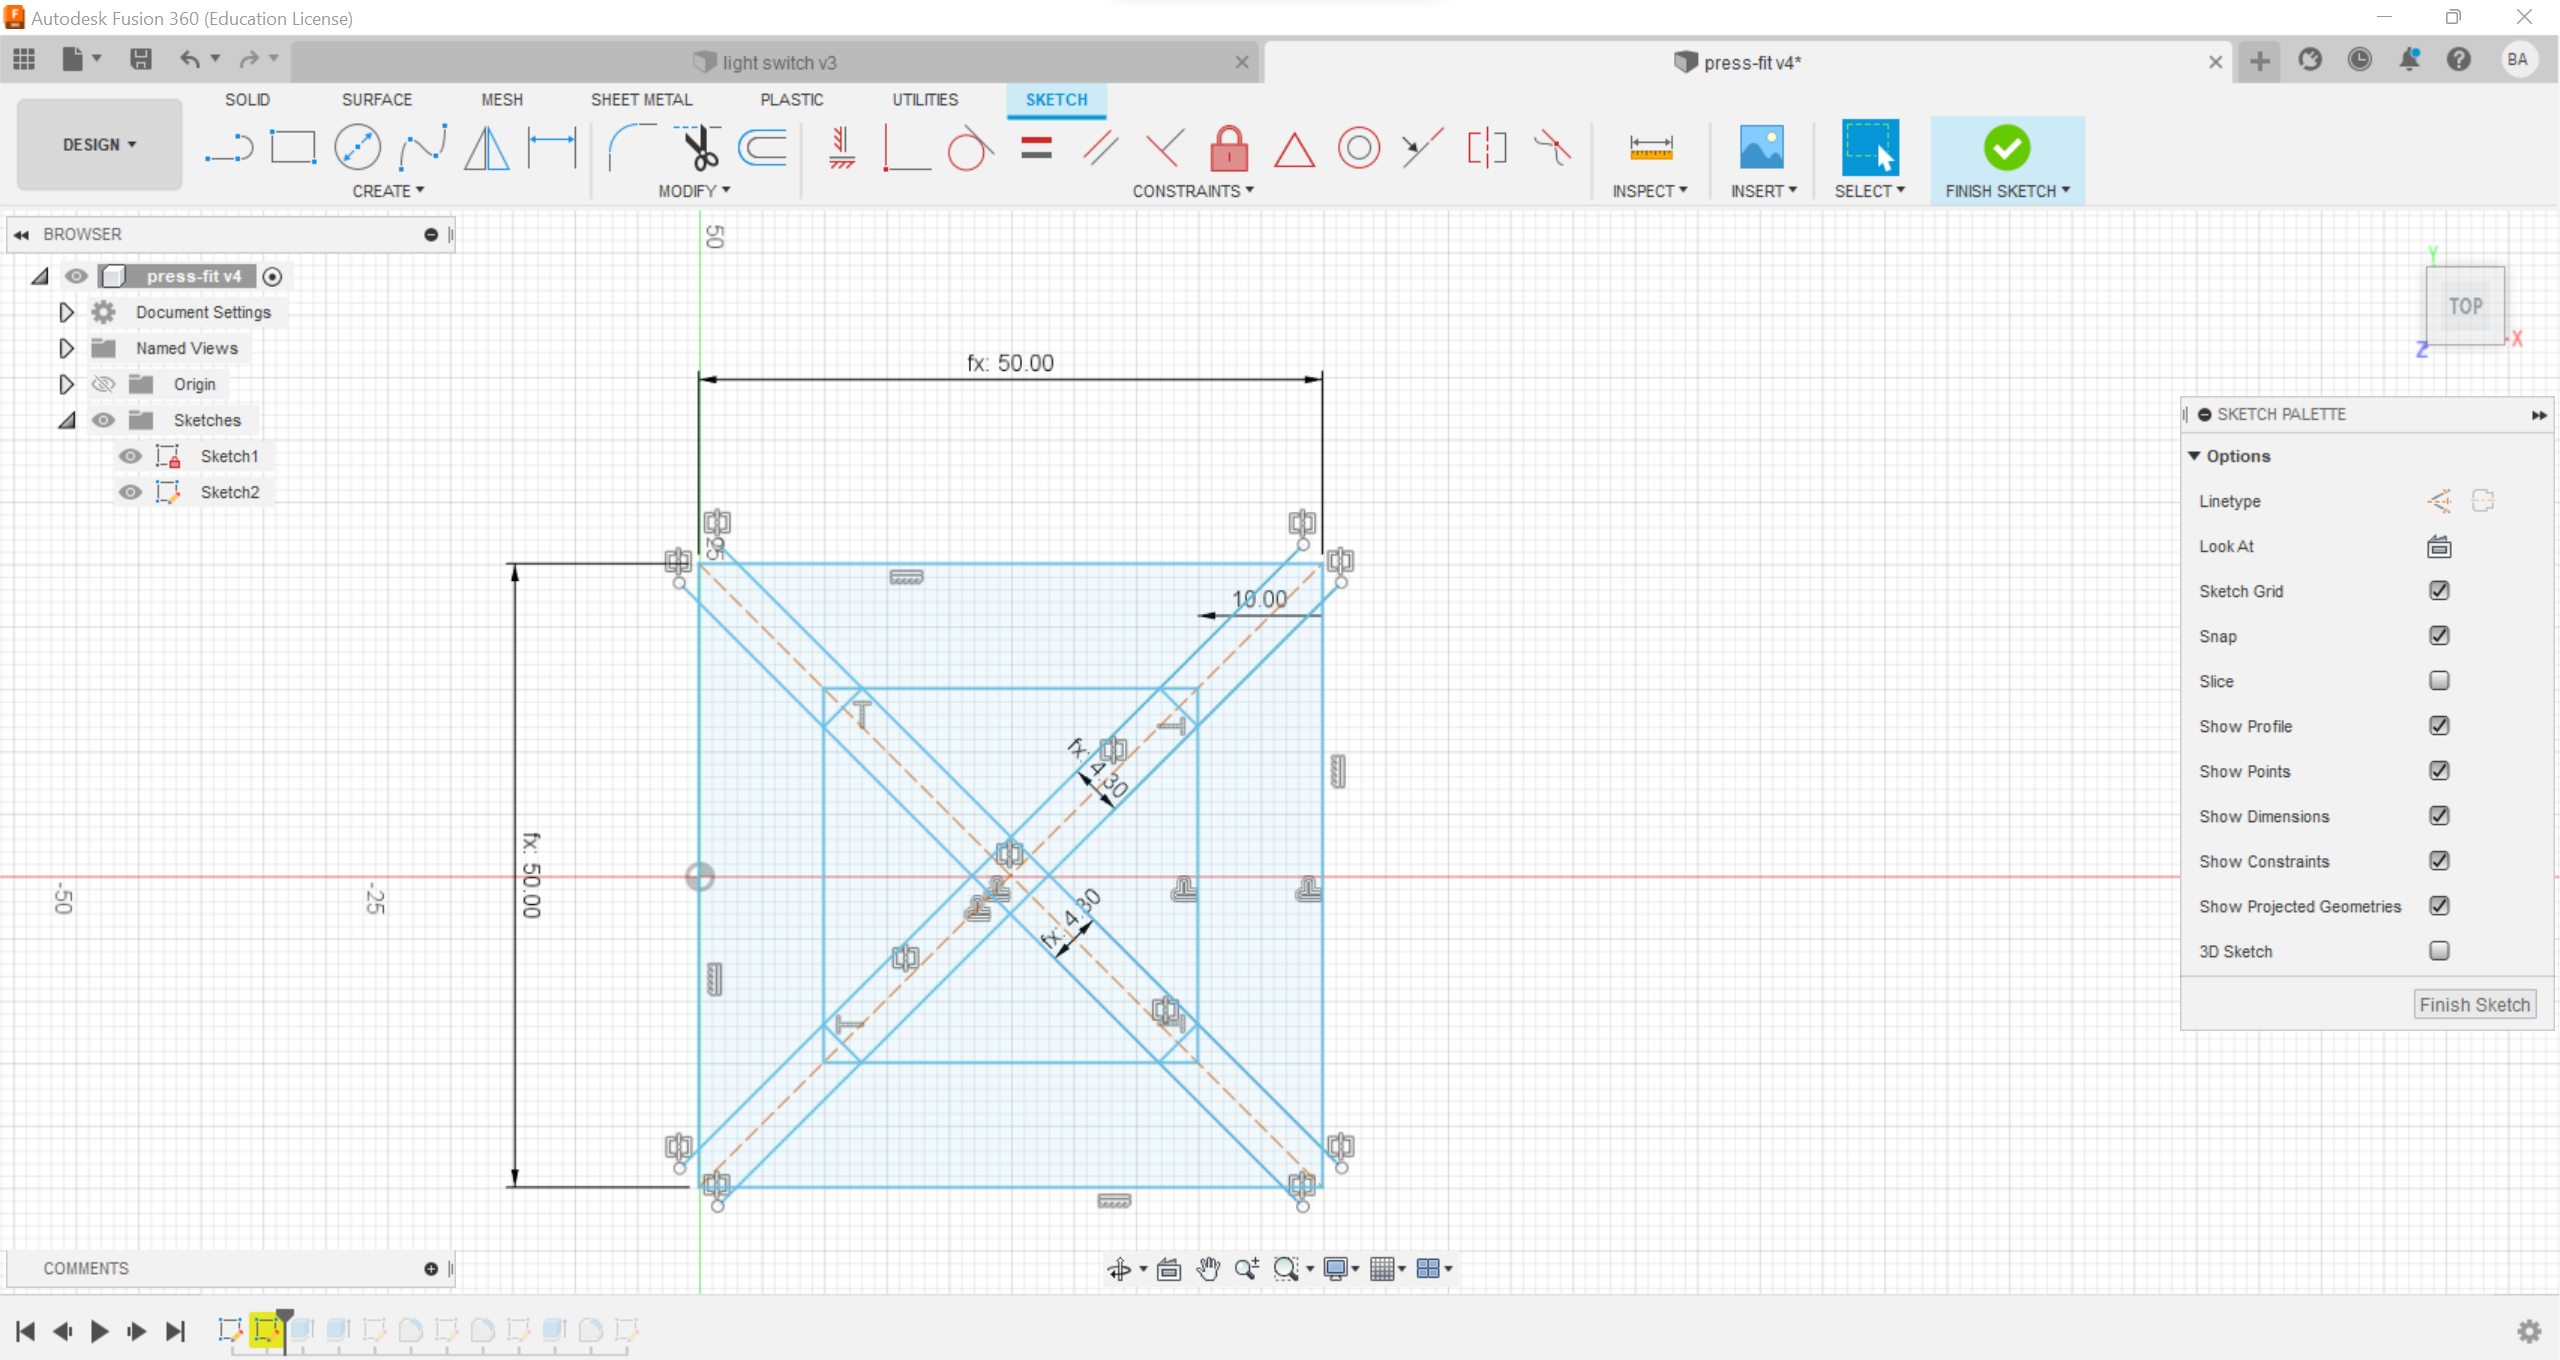 Autodesk Fusion 360 (Education License)
light switch v3
press-fit v4*
BA
SOLID
SURFACE
MESH
SHEET METAL
PLASTIC
UTILITIES
SKETCH
DESIGN
CREATE
MODIFY
CONSTRAINTS
INSPECT
INSERT
SELECT
FINISH SKETCH
BROWSER
press-fit v4
Document Settings
Named Views
Origin
Sketches
Sketch1
Sketch2
50
25
-25
-50
fx: 50.00
fx: 50.00
10.00
fx: 4.30
fx: 4.30
Y
TOP
X
Z
SKETCH PALETTE
Options
Linetype
Look At
Sketch Grid
Snap
Slice
Show Profile
Show Points
Show Dimensions
Show Constraints
Show Projected Geometries
3D Sketch
Finish Sketch
COMMENTS